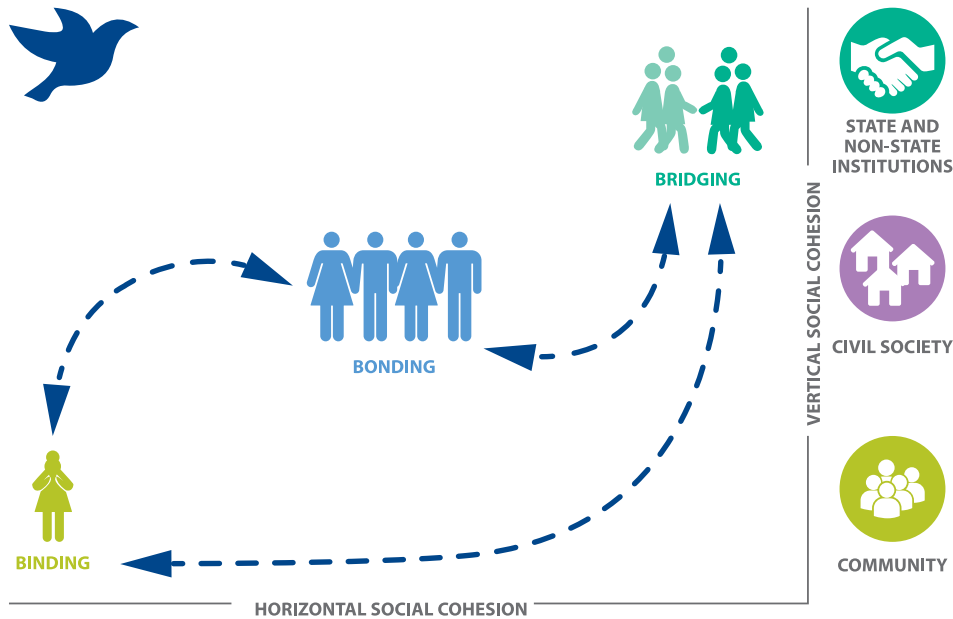 STATE AND
NON-STATE
INSTITUTIONS
BRIDGING
VERTICAL SOCIAL COHESION
CIVIL SOCIETY
BONDING
BINDING
COMMUNITY
HORIZONTAL SOCIAL COHESION